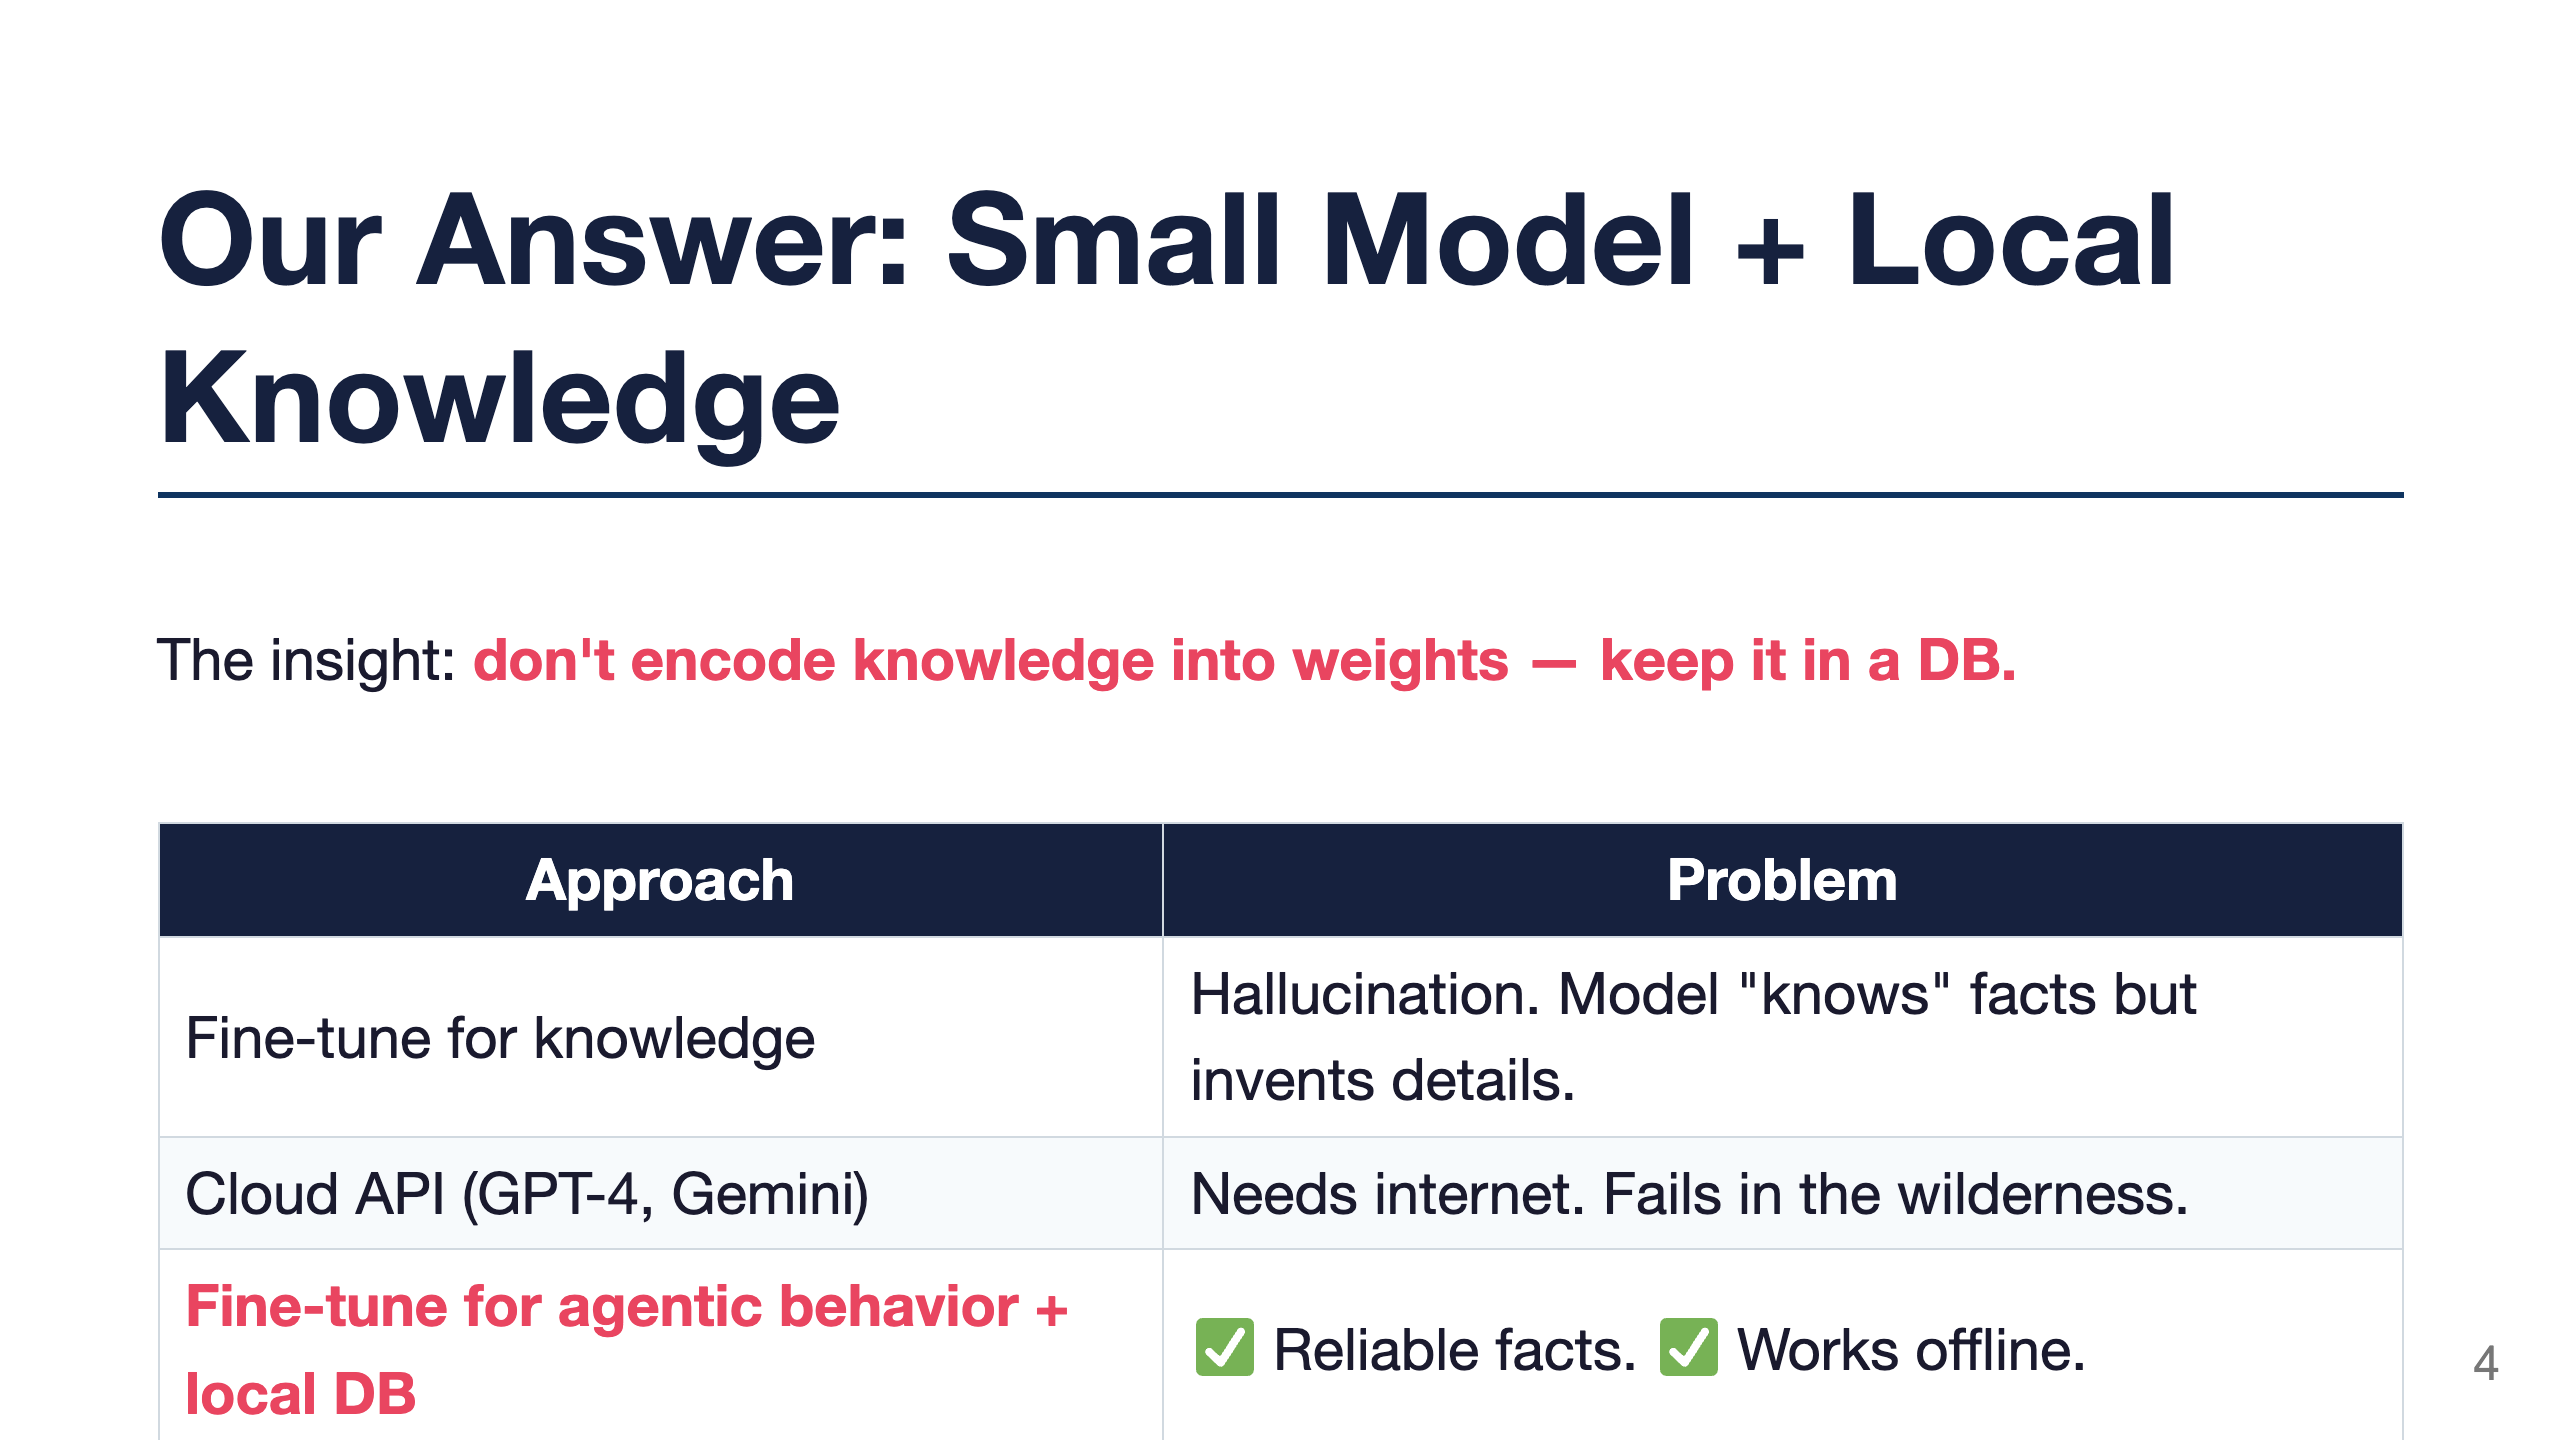 Our Answer: Small Model + Local
Knowledge
The insight: don't encode knowledge into weights — keep it in a DB.
Approach
Problem
Fine-tune for knowledge
Hallucination. Model "knows" facts but
invents details.
Cloud API (GPT-4, Gemini)
Needs internet. Fails in the wilderness.
Fine-tune for agentic behavior +
local DB
✅ Reliable facts. ✅ Works offline.
4